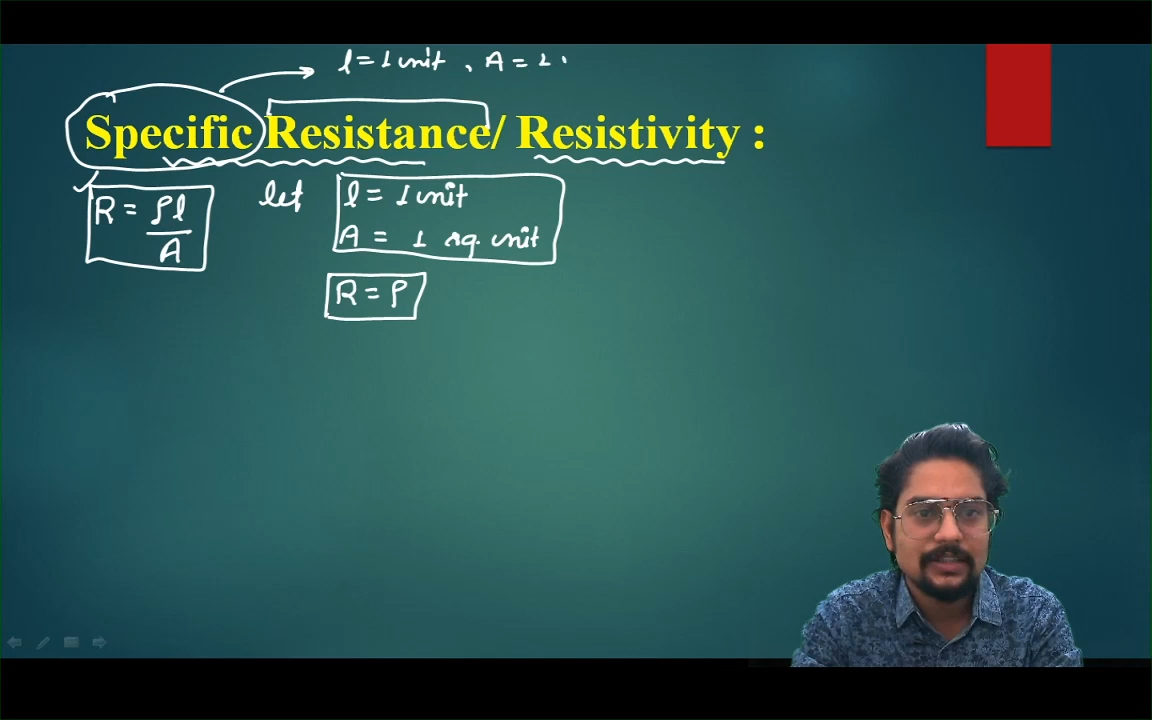 l = 1 unit , A = 1
Specific Resistance/ Resistivity :
R = ρl/A let l = 1 unit
A = 1 sq. unit
R = ρ